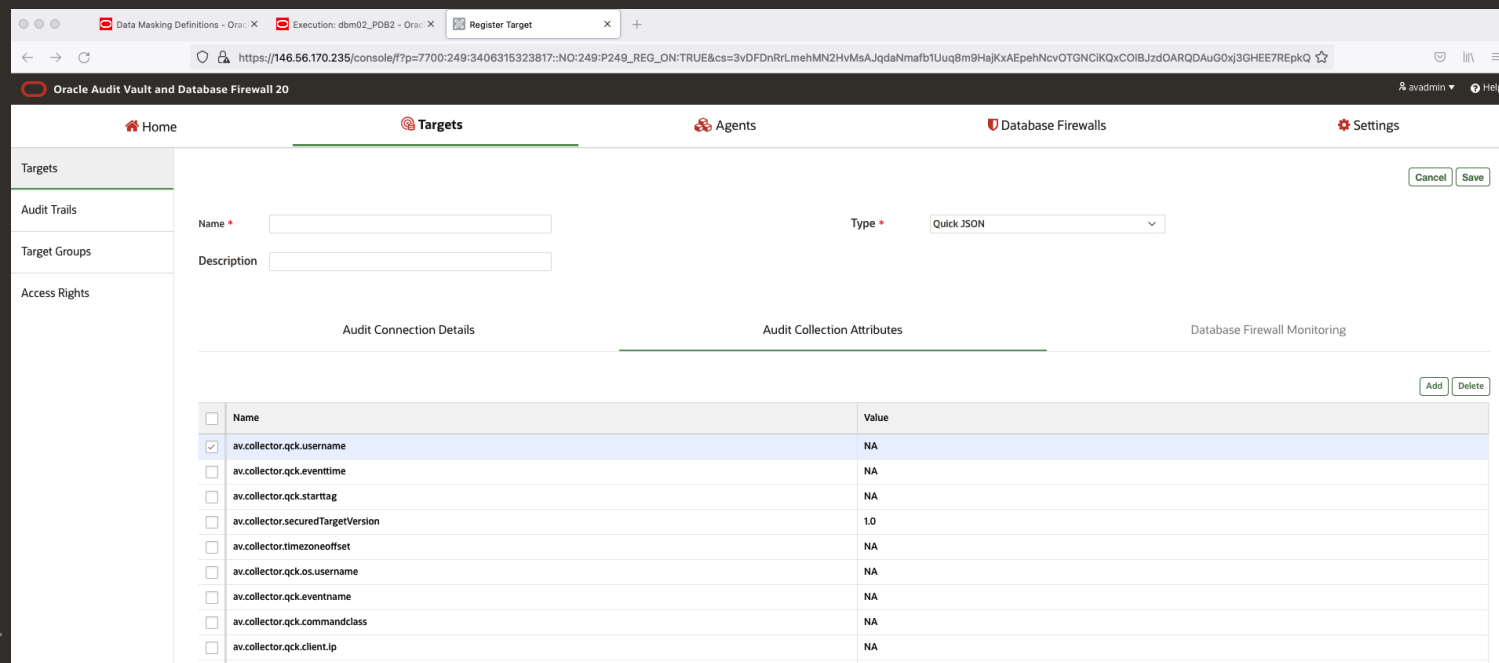 Data Masking Definitions - Orac
Execution: dbm02_PDB2 - Orac
Register Target
https://146.56.170.235/console/f?p=7700:249:3406315323817::NO:249:P249_REG_ON:TRUE&cs=3vDFDnRrLmehMN2HvMsAJqdaNmafb1Uuq8m9HajKxAEpehNcvOTGNCiKQxCOIBJzdOARQDAuG0xj3GHEE7REpkQ
Oracle Audit Vault and Database Firewall 20
avadmin
Help
Home
Targets
Agents
Database Firewalls
Settings
Targets
Audit Trails
Target Groups
Access Rights
Cancel
Save
Name *
Type *
Quick JSON
Description
Audit Connection Details
Audit Collection Attributes
Database Firewall Monitoring
Add
Delete
Name Value
av.collector.qck.username NA
av.collector.qck.eventtime NA
av.collector.qck.starttag NA
av.collector.securedTargetVersion 1.0
av.collector.timezoneoffset NA
av.collector.qck.os.username NA
av.collector.qck.eventname NA
av.collector.qck.commandclass NA
av.collector.qck.client.ip NA